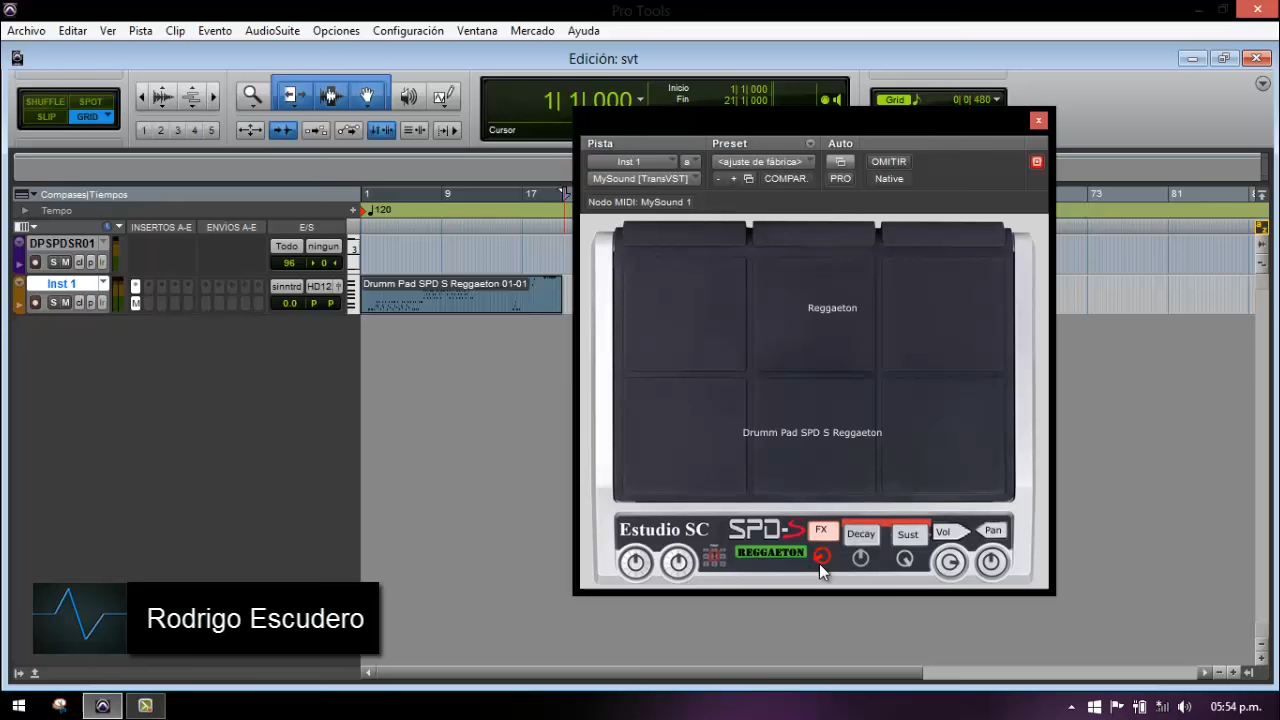 Pro Tools
Archivo Editar Ver Pista Clip Evento AudioSuite Opciones Configuración Ventana Mercado Ayuda
Edición: svt
SHUFFLE SPOT
SLIP GRID
1 2 3 4 5
1| 1| 000
Inicio 1| 1| 000
Fin 21| 1| 000
Cursor
Grid 0| 0| 480
Compases|Tiempos
1 9 17 73 81
Tempo
120
INSERTOS A-E ENVÍOS A-E E/S
DPSPDSR01
S M
Todo ningun
96 0
3
Inst 1
S M
M
sinntrd HD12
0.0 P P
Drumm Pad SPD S Reggaeton 01-01
Pista Preset Auto
Inst 1 a <ajuste de fábrica> OMITIR
MySound [TransVST] - + COMPAR. PRO Native
Nodo MIDI: MySound 1
Reggaeton
Drumm Pad SPD S Reggaeton
Estudio SC SPD-S FX Decay Sust Vol Pan
REGGAETON
Rodrigo Escudero
05:54 p.m.